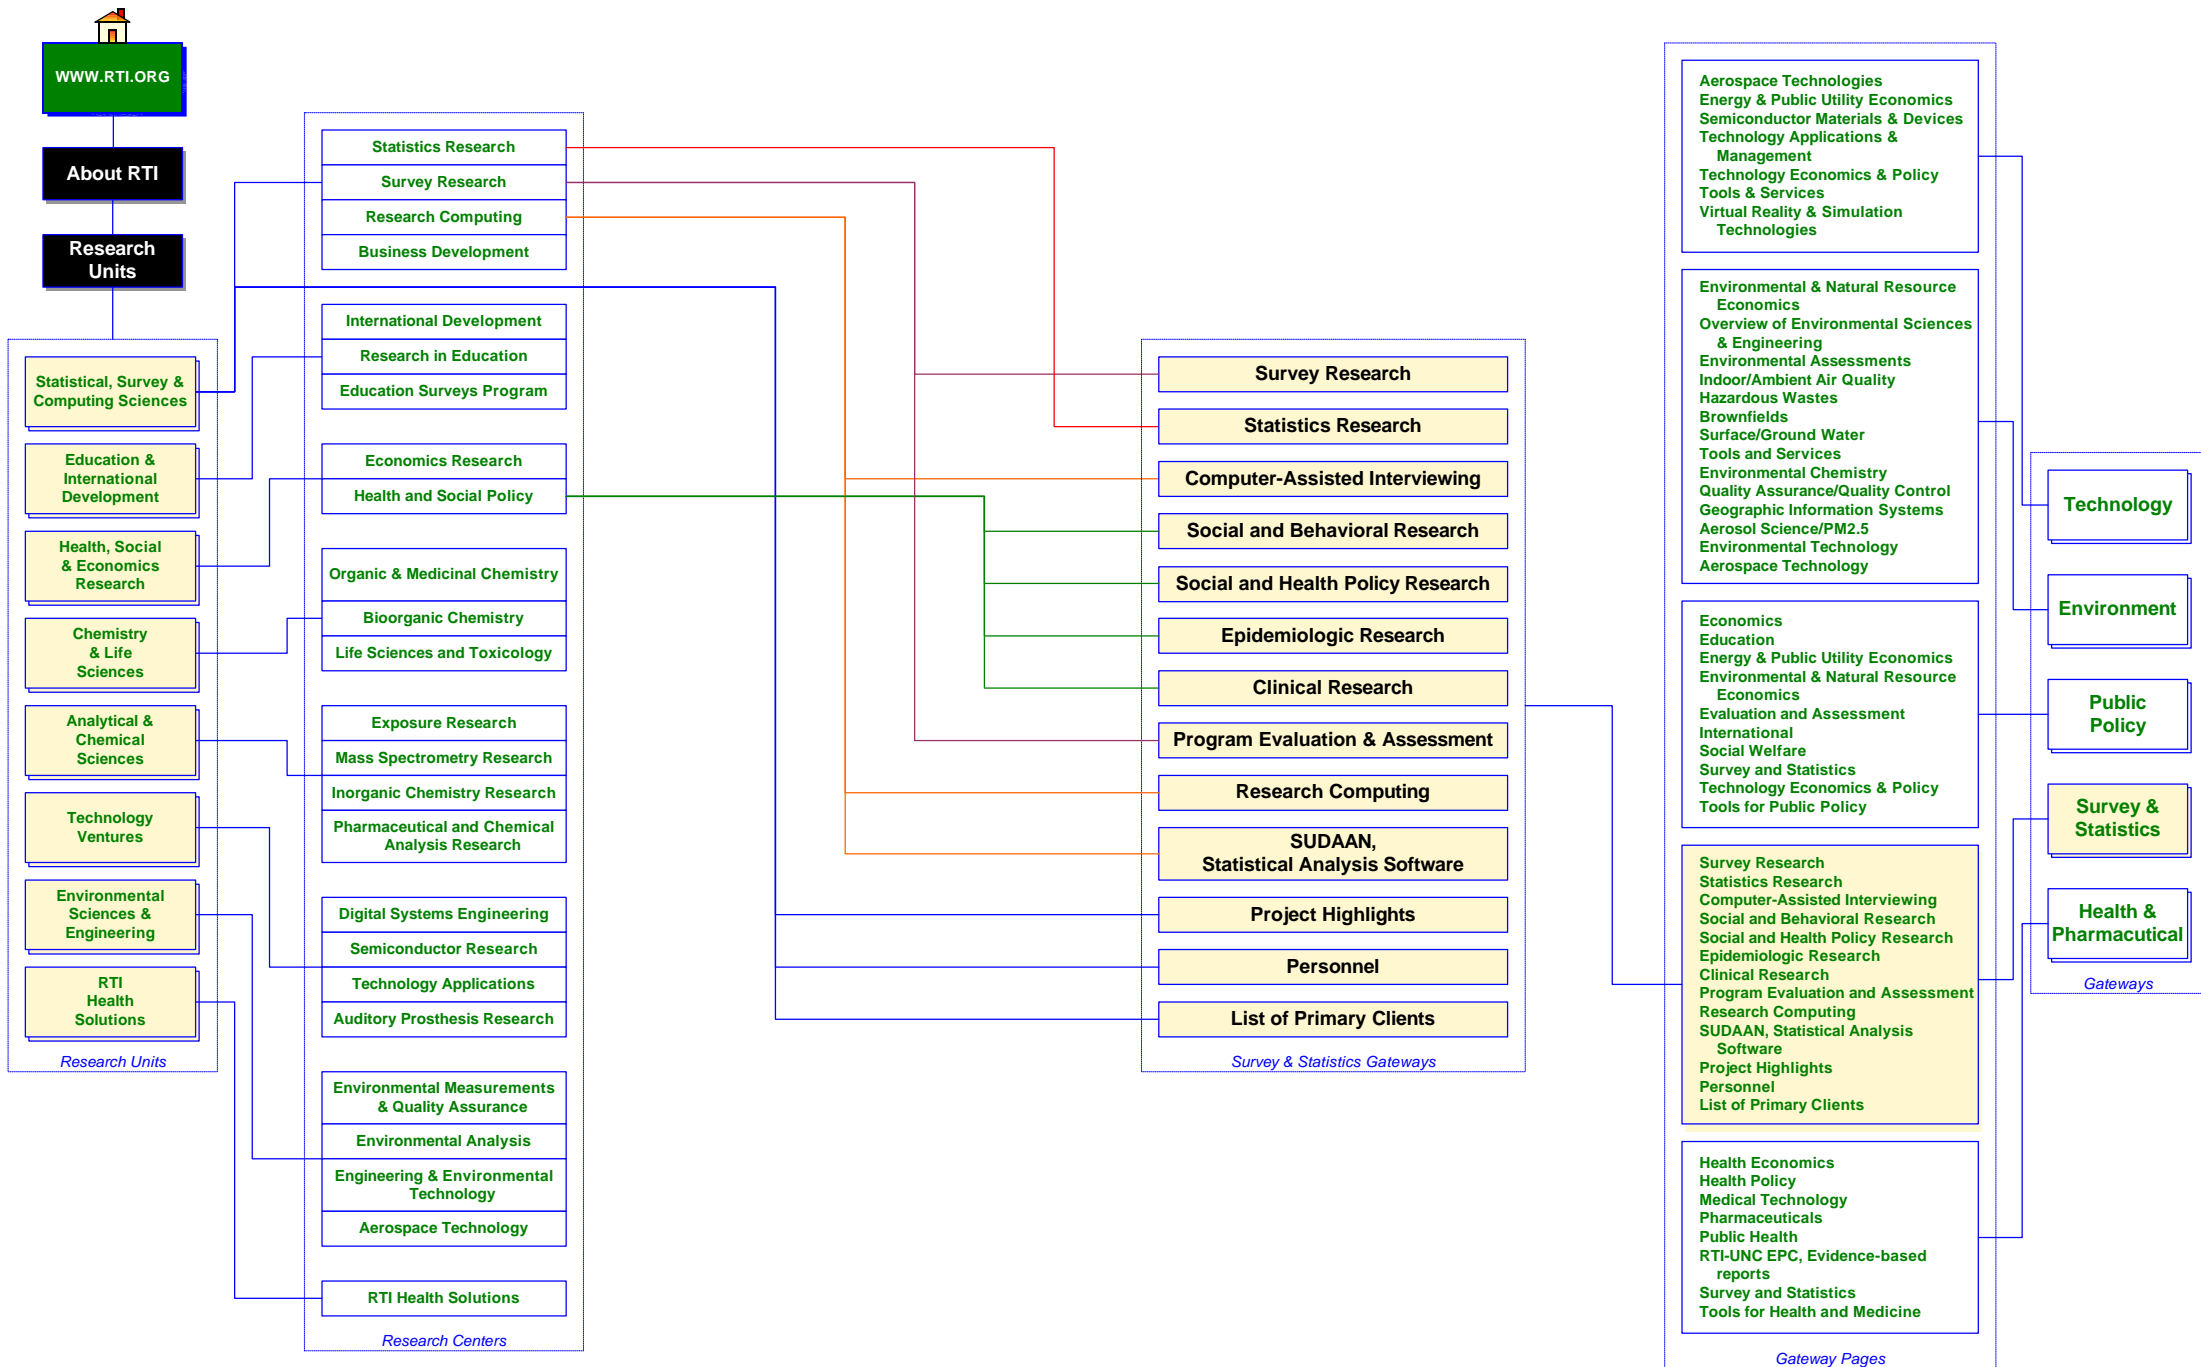 WWW.RTI.ORG
About RTI
Research
Units
Statistical, Survey &
Computing Sciences
Education &
International
Development
Health, Social
& Economics
Research
Chemistry
& Life
Sciences
Analytical &
Chemical
Sciences
Technology
Ventures
Environmental
Sciences &
Engineering
RTI
Health
Solutions
Research Units
Statistics Research
Survey Research
Research Computing
Business Development
International Development
Research in Education
Education Surveys Program
Economics Research
Health and Social Policy
Organic & Medicinal Chemistry
Bioorganic Chemistry
Life Sciences and Toxicology
Exposure Research
Mass Spectrometry Research
Inorganic Chemistry Research
Pharmaceutical and Chemical
Analysis Research
Digital Systems Engineering
Semiconductor Research
Technology Applications
Auditory Prosthesis Research
Environmental Measurements
& Quality Assurance
Environmental Analysis
Engineering & Environmental
Technology
Aerospace Technology
RTI Health Solutions
Research Centers
Survey Research
Statistics Research
Computer-Assisted Interviewing
Social and Behavioral Research
Social and Health Policy Research
Epidemiologic Research
Clinical Research
Program Evaluation & Assessment
Research Computing
SUDAAN,
Statistical Analysis Software
Project Highlights
Personnel
List of Primary Clients
Survey & Statistics Gateways
Aerospace Technologies
Energy & Public Utility Economics
Semiconductor Materials & Devices
Technology Applications &
Management
Technology Economics & Policy
Tools & Services
Virtual Reality & Simulation
Technologies
Environmental & Natural Resource
Economics
Overview of Environmental Sciences
& Engineering
Environmental Assessments
Indoor/Ambient Air Quality
Hazardous Wastes
Brownfields
Surface/Ground Water
Tools and Services
Environmental Chemistry
Quality Assurance/Quality Control
Geographic Information Systems
Aerosol Science/PM2.5
Environmental Technology
Aerospace Technology
Economics
Education
Energy & Public Utility Economics
Environmental & Natural Resource
Economics
Evaluation and Assessment
International
Social Welfare
Survey and Statistics
Technology Economics & Policy
Tools for Public Policy
Survey Research
Statistics Research
Computer-Assisted Interviewing
Social and Behavioral Research
Social and Health Policy Research
Epidemiologic Research
Clinical Research
Program Evaluation and Assessment
Research Computing
SUDAAN, Statistical Analysis
Software
Project Highlights
Personnel
List of Primary Clients
Health Economics
Health Policy
Medical Technology
Pharmaceuticals
Public Health
RTI-UNC EPC, Evidence-based
reports
Survey and Statistics
Tools for Health and Medicine
Gateway Pages
Technology
Environment
Public
Policy
Survey &
Statistics
Health &
Pharmacutical
Gateways